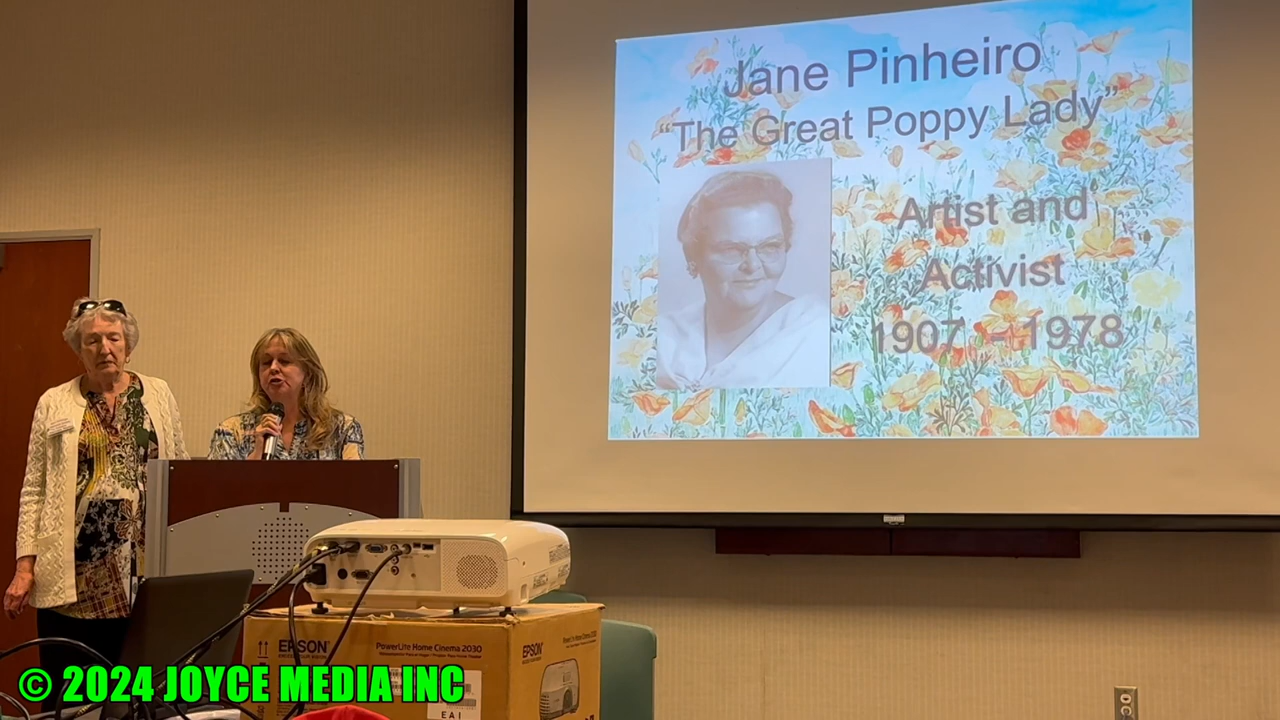 Jane Pinheiro
“The Great Poppy Lady”
Artist and
Activist
1907 - 1978
EPSON
PowerLite Home Cinema 2030
EPSON
EAI
© 2024 JOYCE MEDIA INC